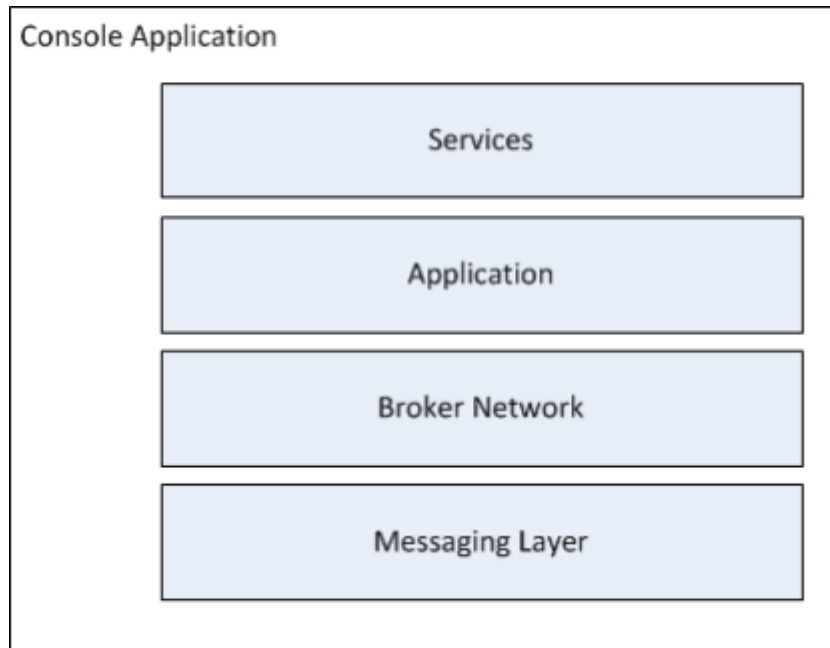 Console Application
Services
Application
Broker Network
Messaging Layer